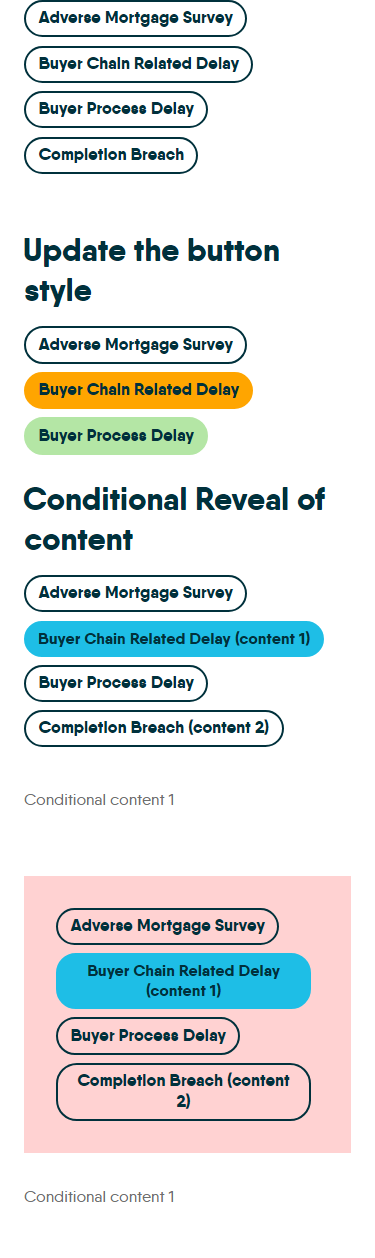 Adverse Mortgage Survey
Buyer Chain Related Delay
Buyer Process Delay
Completion Breach
Update the button
style
Adverse Mortgage Survey
Buyer Chain Related Delay
Buyer Process Delay
Conditional Reveal of
content
Adverse Mortgage Survey
Buyer Chain Related Delay (content 1)
Buyer Process Delay
Completion Breach (content 2)
Conditional content 1
Adverse Mortgage Survey
Buyer Chain Related Delay
(content 1)
Buyer Process Delay
Completion Breach (content
2)
Conditional content 1